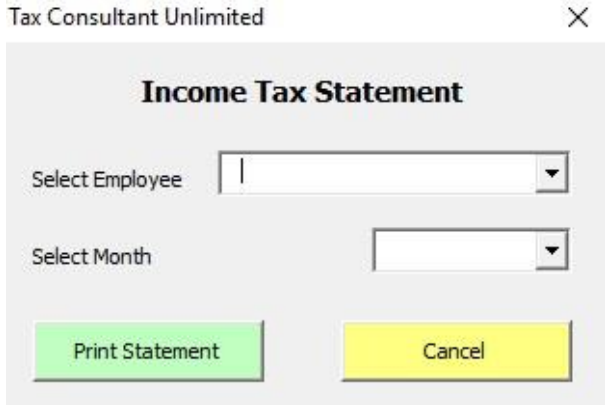 Tax Consultant Unlimited
Income Tax Statement
Select Employee
Select Month
Print Statement Cancel